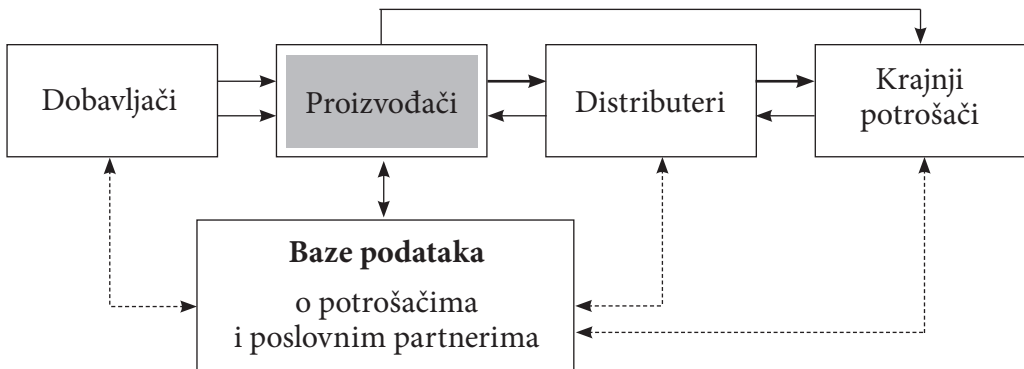 Dobavljači
Proizvođači
Distributeri
Krajnji
potrošači
Baze podataka
o potrošačima
i poslovnim partnerima